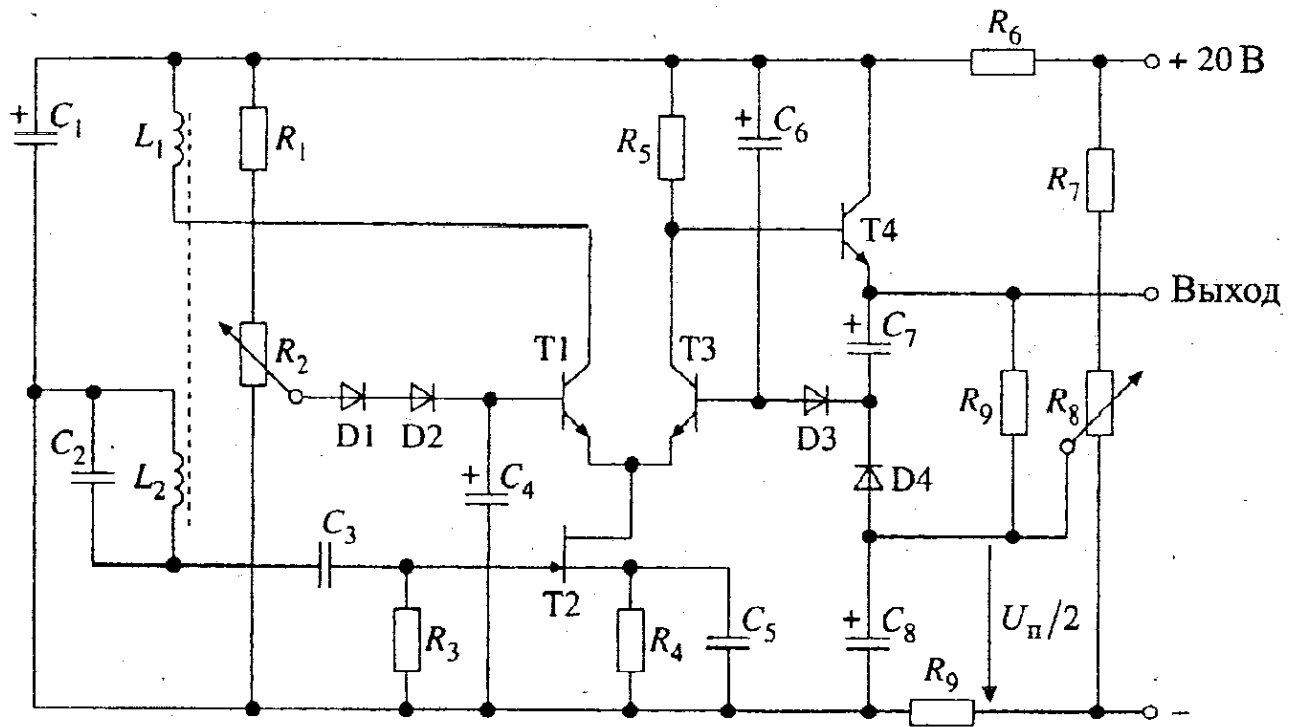 R6
+ 20 В
+ C1
L1
R1
R5
+ C6
R7
T4
Выход
R2
T1
T3
+ C7
D1
D2
D3
R9
R8
C2
L2
+ C4
D4
C3
T2
R3
R4
C5
+ C8
Uп/2
R9
−